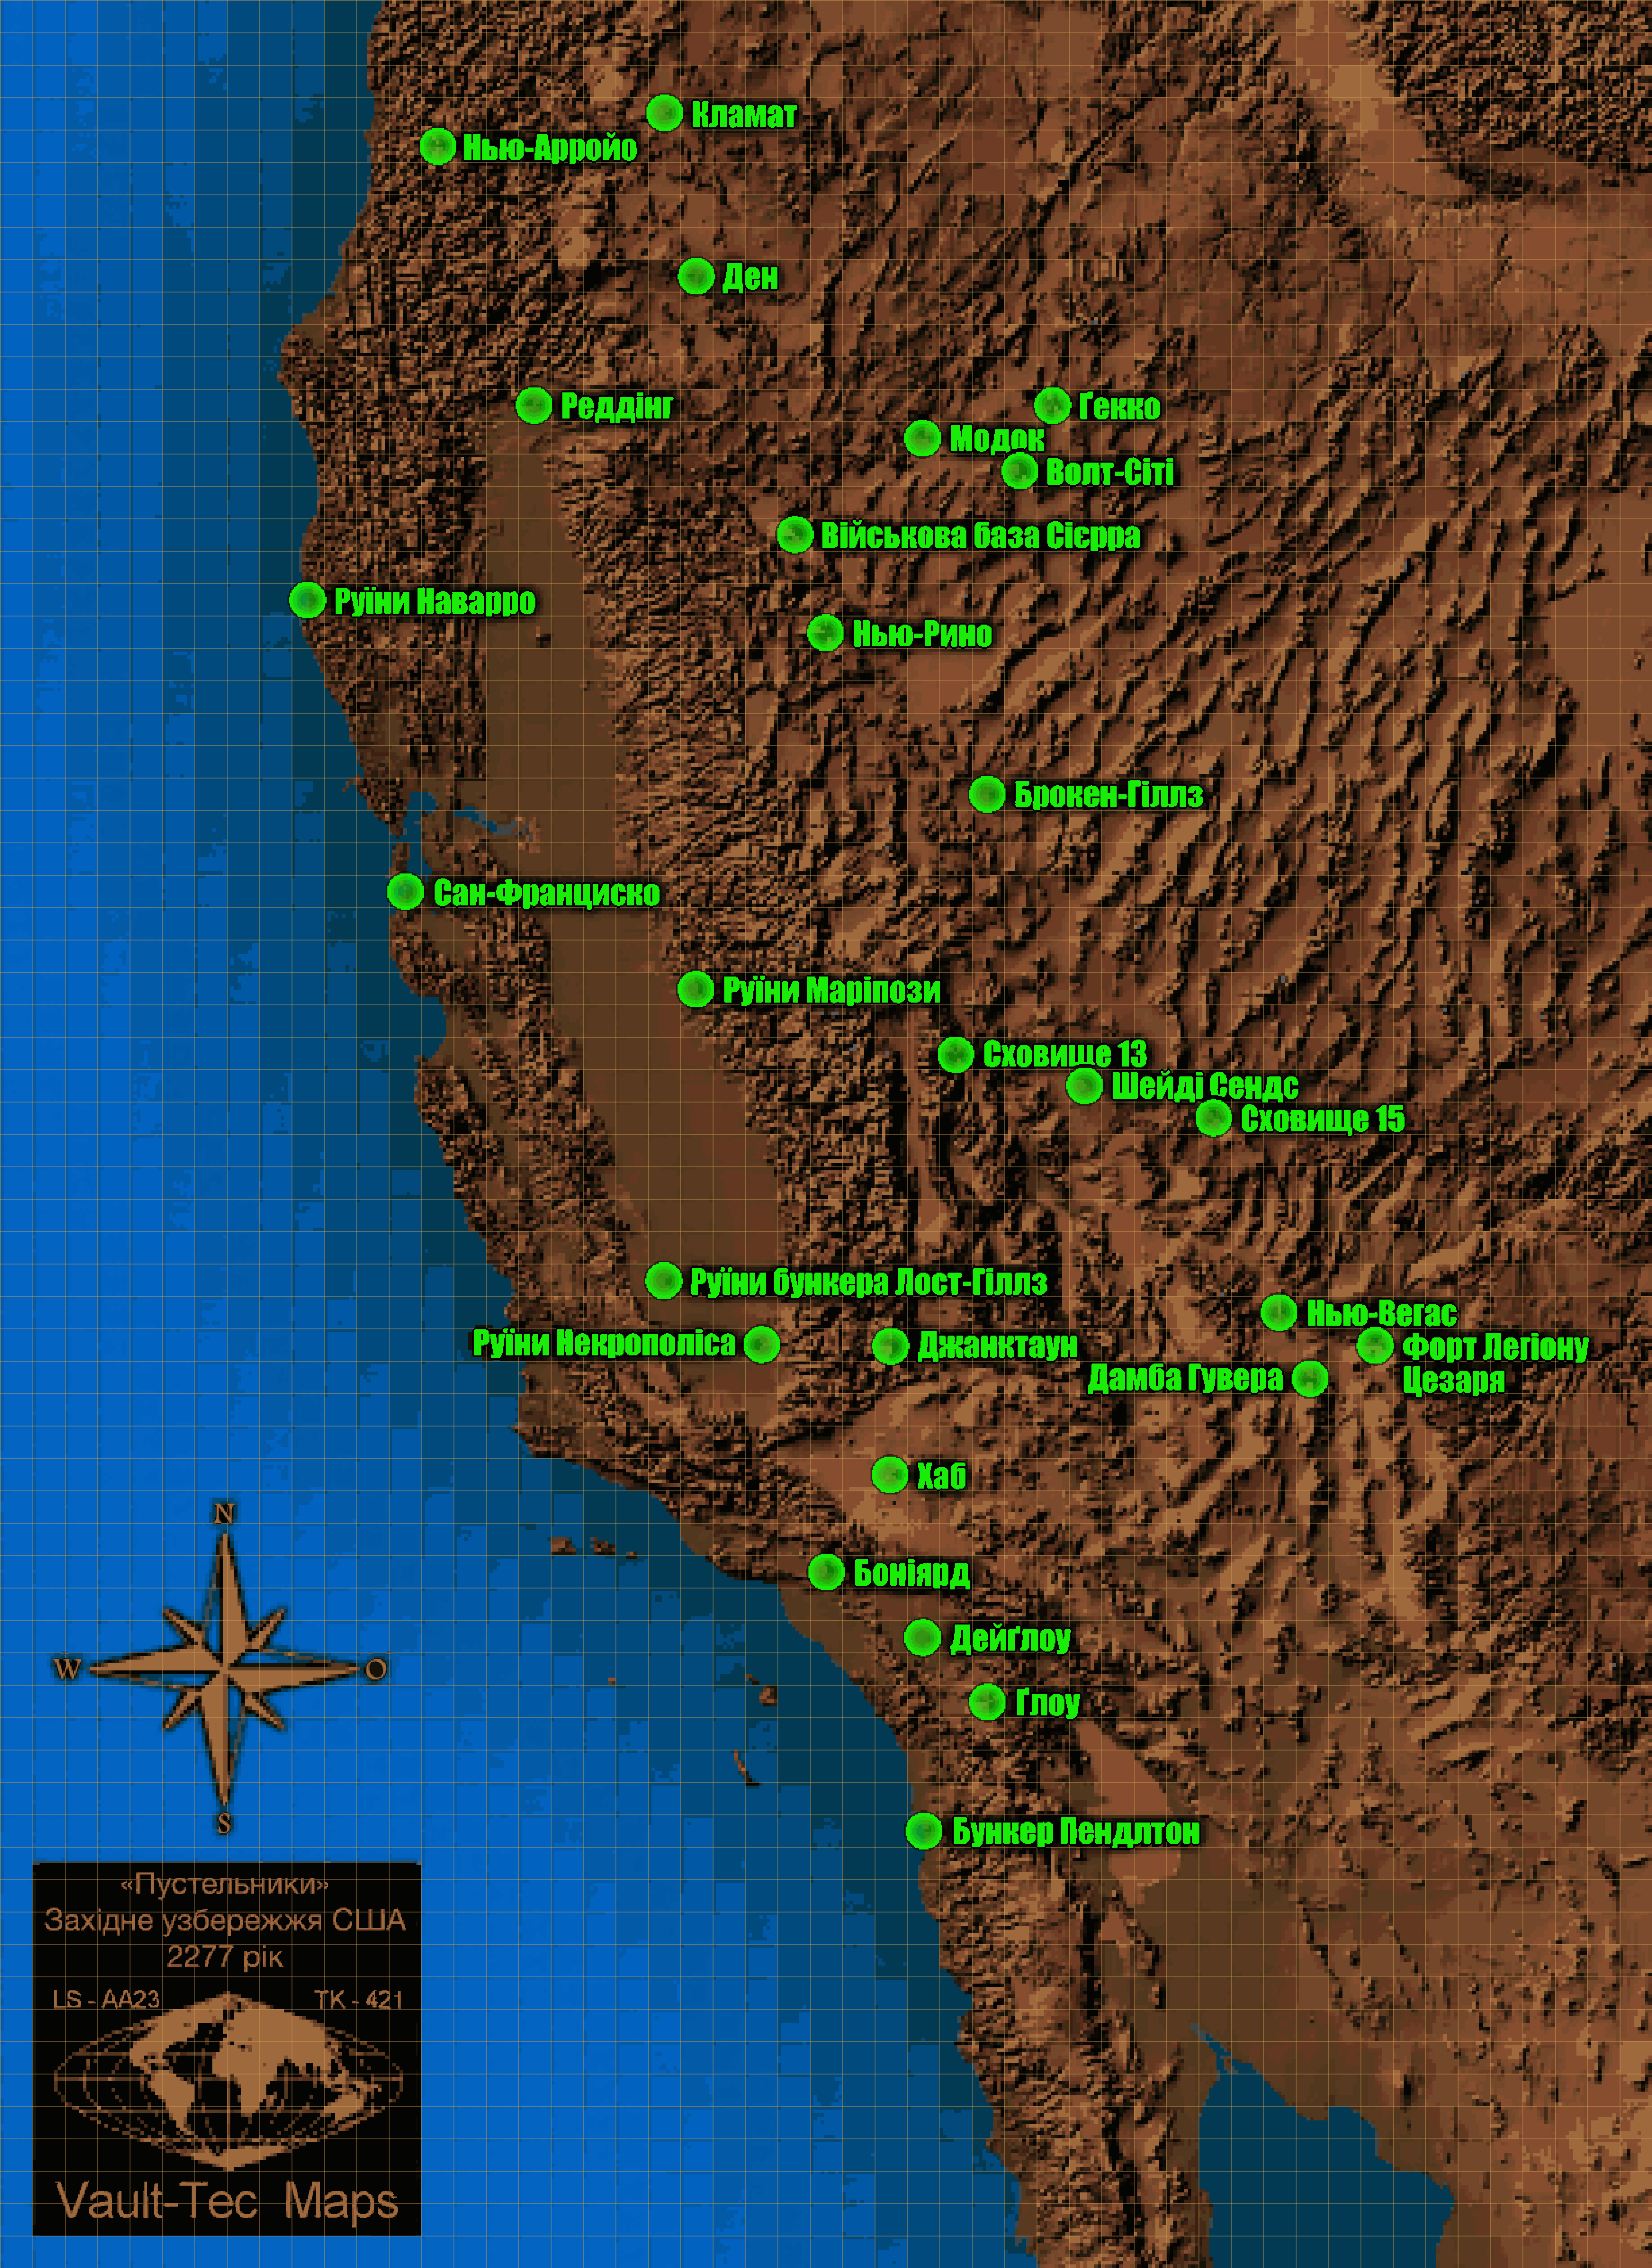 Кламат
Нью-Арройо
Ден
Реддінг
Ґекко
Модок
Волт-Сіті
Військова база Сієрра
Руїни Наварро
Нью-Рино
Брокен-Гіллз
Сан-Франциско
Руїни Маріпози
Сховище 13
Шейді Сендс
Сховище 15
Руїни бункера Лост-Гіллз
Нью-Вегас
Руїни Некрополіса
Джанктаун
Форт Легіону
Цезаря
Дамба Гувера
Хаб
Боніярд
Дейґлоу
Ґлоу
Бункер Пендлтон
N
W
O
S
«Пустельники»
Західне узбережжя США
2277 рік
LS - AA23
TK - 421
Vault-Tec Maps